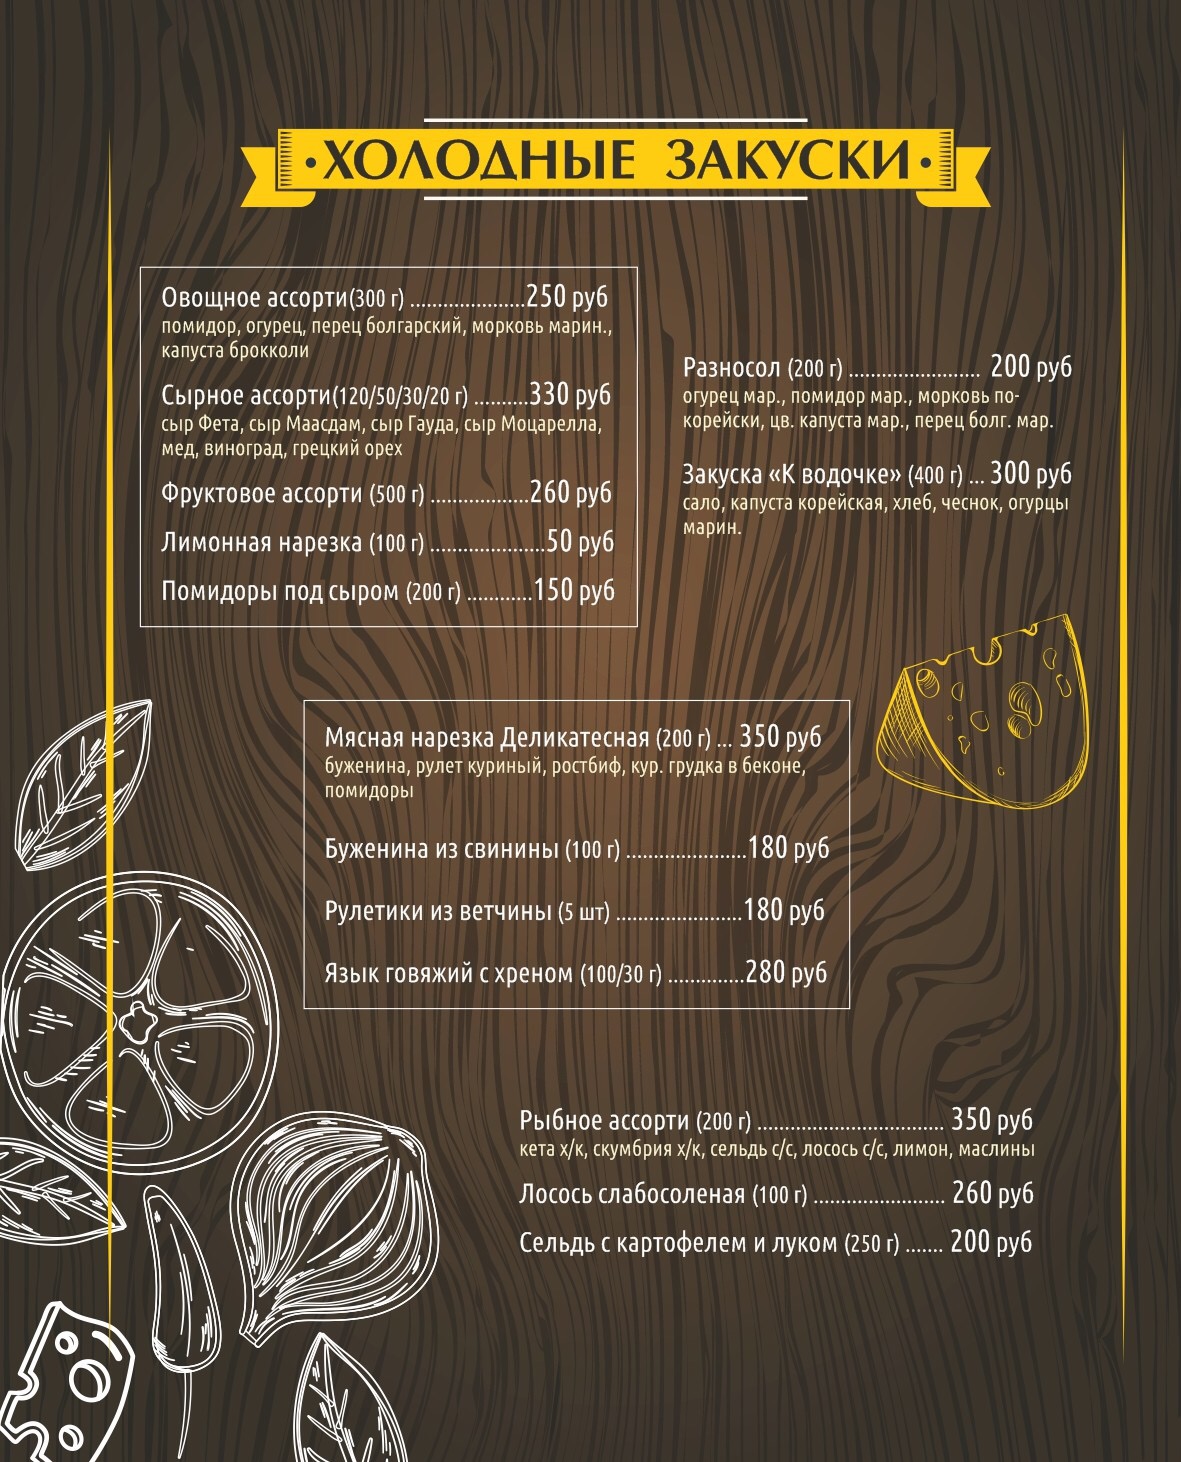 ·ХОЛОДНЫЕ ЗАКУСКИ·
Овощное ассорти(300 г) .....................250 руб
помидор, огурец, перец болгарский, морковь марин.,
капуста брокколи
Сырное ассорти(120/50/30/20 г) ..........330 руб
сыр Фета, сыр Маасдам, сыр Гауда, сыр Моцарелла,
мед, виноград, грецкий орех
Фруктовое ассорти (500 г) ..................260 руб
Лимонная нарезка (100 г) .....................50 руб
Помидоры под сыром (200 г) ............150 руб
Разносол (200 г) ........................ 200 руб
огурец мар., помидор мар., морковь по-
корейски, цв. капуста мар., перец болг. мар.
Закуска «К водочке» (400 г) ... 300 руб
сало, капуста корейская, хлеб, чеснок, огурцы
марин.
Мясная нарезка Деликатесная (200 г) ... 350 руб
буженина, рулет куриный, ростбиф, кур. грудка в беконе,
помидоры
Буженина из свинины (100 г) ......................180 руб
Рулетики из ветчины (5 шт) .......................180 руб
Язык говяжий с хреном (100/30 г) ..............280 руб
Рыбное ассорти (200 г) .................................. 350 руб
кета х/к, скумбрия х/к, сельдь с/с, лосось с/с, лимон, маслины
Лосось слабосоленая (100 г) ........................ 260 руб
Сельдь с картофелем и луком (250 г) ....... 200 руб